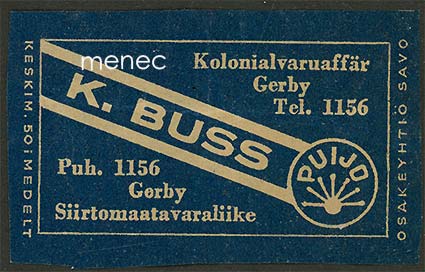 menec
KESKIM. 50 i MEDELT
Kolonialvaruaffär
Gerby
Tel. 1156
K. BUSS
PUIJO
Puh. 1156
Gerby
Siirtomaatavaraliike
OSAKEYHTIÖ SAVO